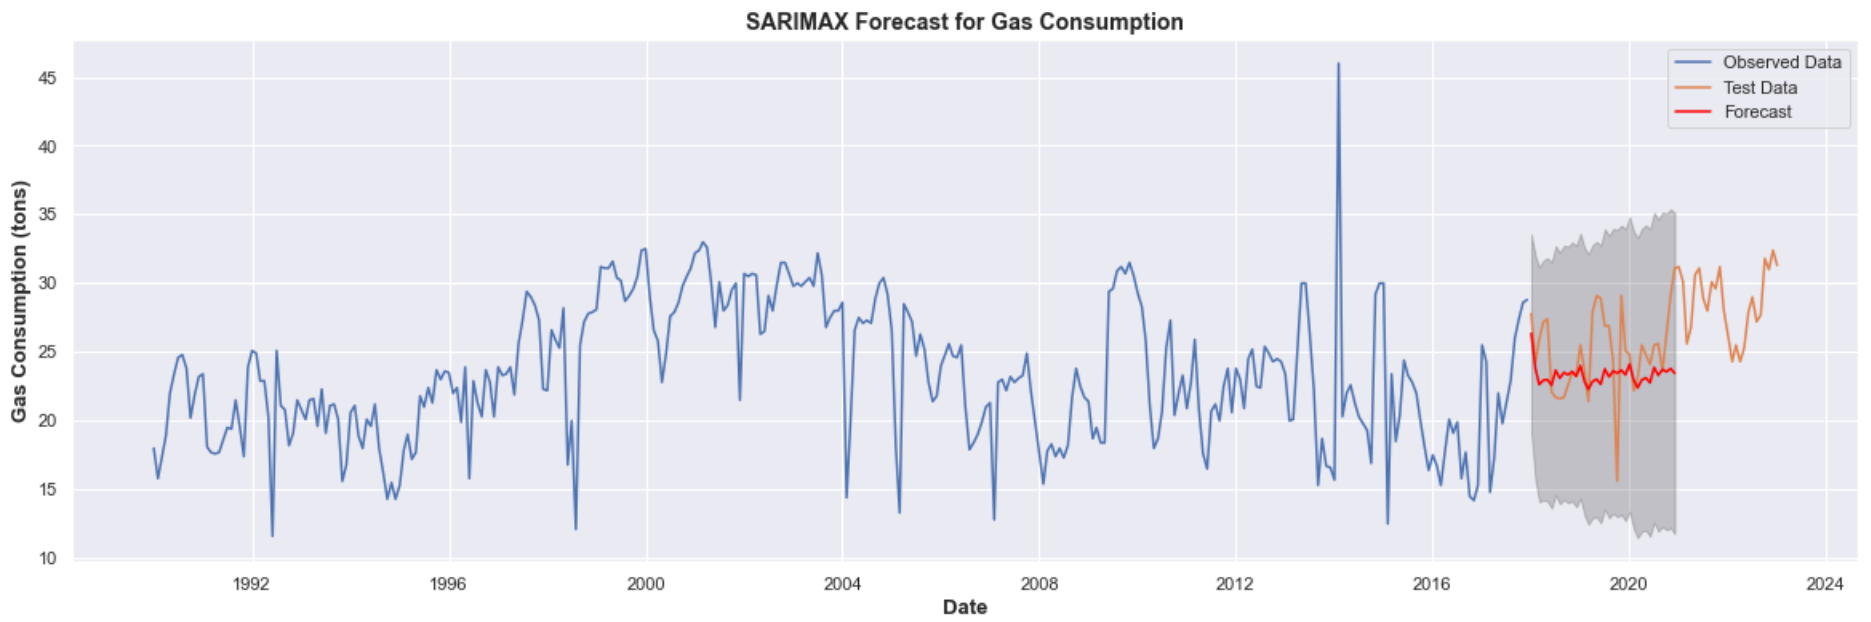 SARIMAX Forecast for Gas Consumption
Observed Data
Test Data
Forecast
Gas Consumption (tons)
45
40
35
30
25
20
15
10
1992 1996 2000 2004 2008 2012 2016 2020 2024
Date